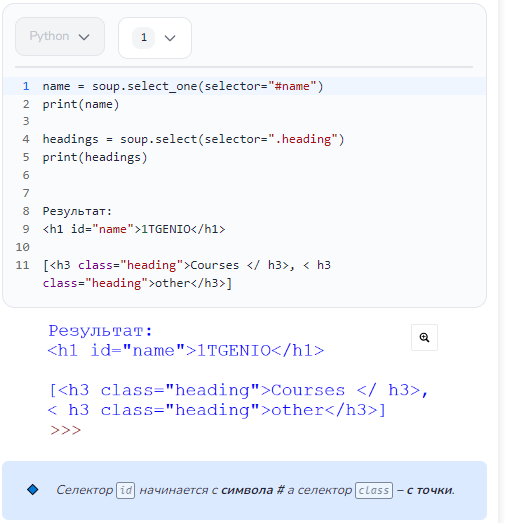 Python
1
1 name = soup.select_one(selector="#name")
2 print(name)
3
4 headings = soup.select(selector=".heading")
5 print(headings)
6
7
8 Результат:
9 <h1 id="name">1TGENIO</h1>
10
11 [<h3 class="heading">Courses </ h3>, < h3
class="heading">other</h3>]
Результат:
<h1 id="name">1TGENIO</h1>
[<h3 class="heading">Courses </ h3>,
< h3 class="heading">other</h3>]
>>>
Селектор id начинается с символа # а селектор class – с точки.